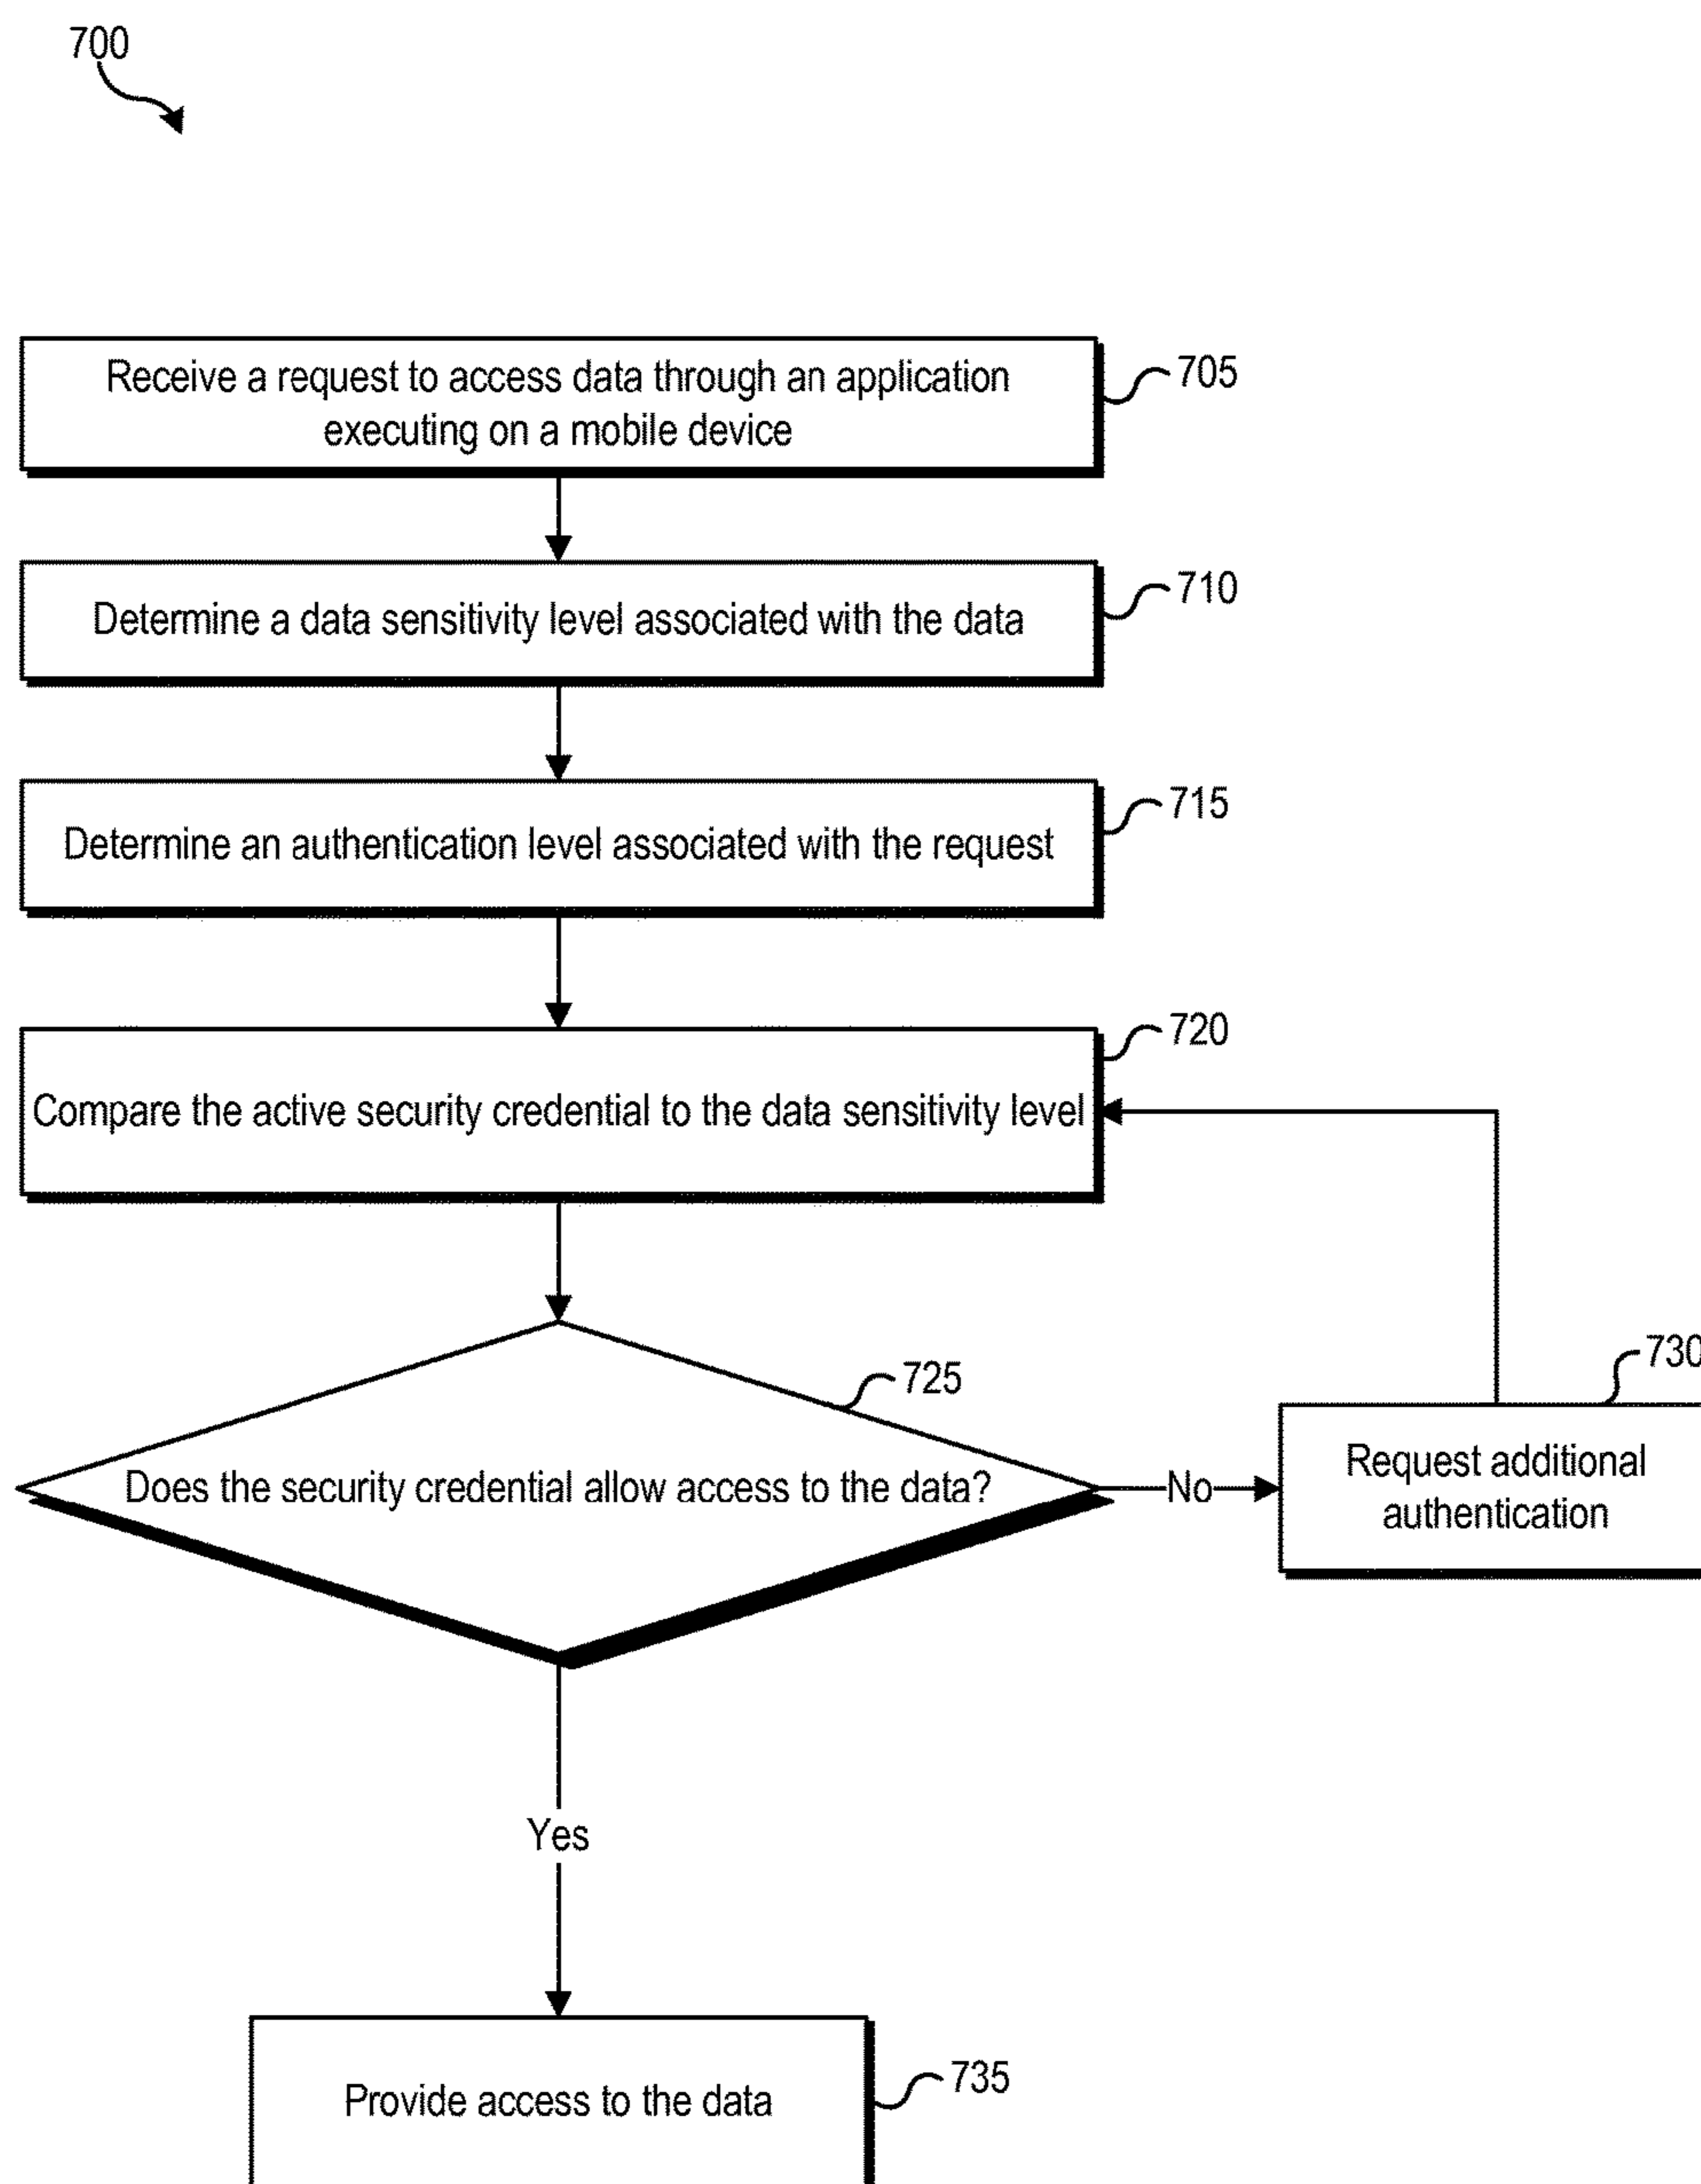 700
Receive a request to access data through an application
executing on a mobile device
705
Determine a data sensitivity level associated with the data
710
Determine an authentication level associated with the request
715
Compare the active security credential to the data sensitivity level
720
Does the security credential allow access to the data?
725
No
Request additional
authentication
730
Yes
Provide access to the data
735